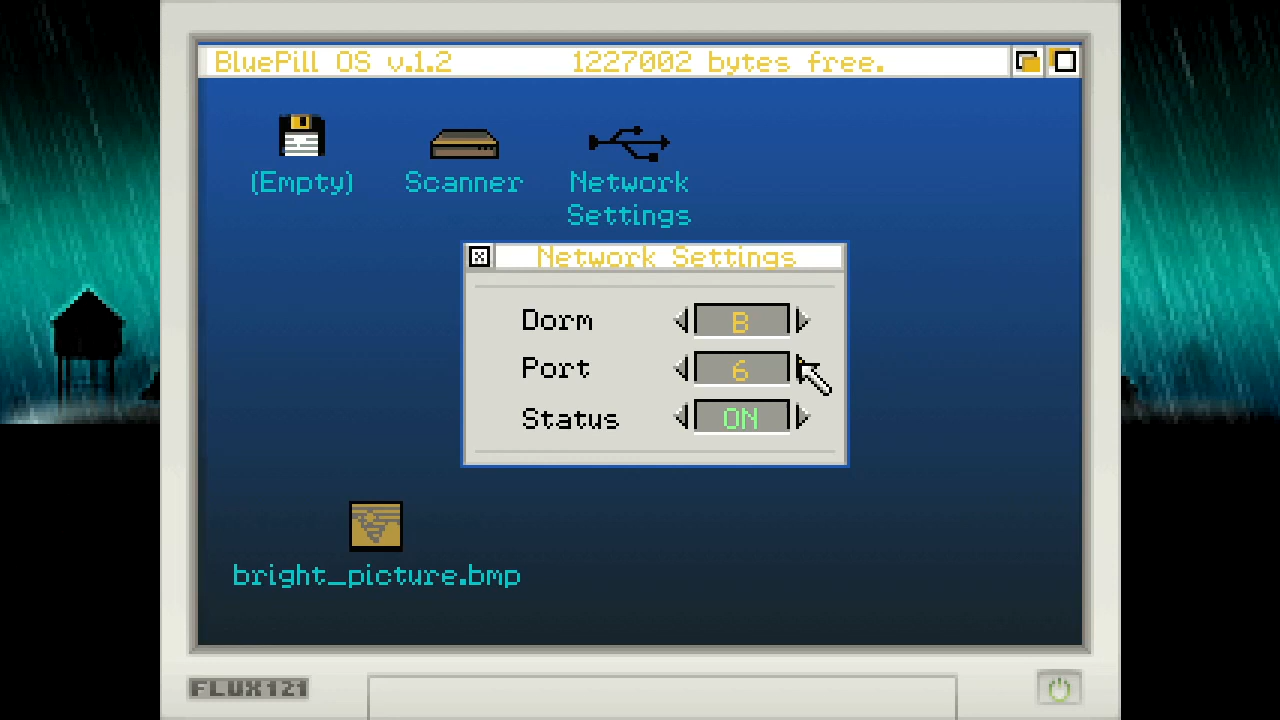 BluePill OS v.1.2 1227002 bytes free.
(Empty) Scanner Network
Settings
Network Settings
Dorm B
Port 6
Status ON
bright_picture.bmp
FLUX121